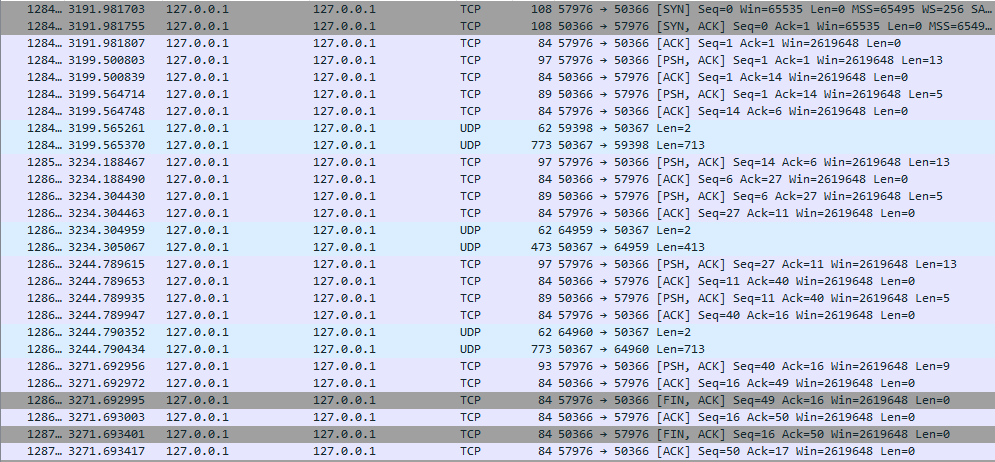 1284… 3191.981703 127.0.0.1 127.0.0.1 TCP 108 57976 → 50366 [SYN] Seq=0 Win=65535 Len=0 MSS=65495 WS=256 SA…
1284… 3191.981755 127.0.0.1 127.0.0.1 TCP 108 50366 → 57976 [SYN, ACK] Seq=0 Ack=1 Win=65535 Len=0 MSS=6549…
1284… 3191.981807 127.0.0.1 127.0.0.1 TCP 84 57976 → 50366 [ACK] Seq=1 Ack=1 Win=2619648 Len=0
1284… 3199.500803 127.0.0.1 127.0.0.1 TCP 97 57976 → 50366 [PSH, ACK] Seq=1 Ack=1 Win=2619648 Len=13
1284… 3199.500839 127.0.0.1 127.0.0.1 TCP 84 50366 → 57976 [ACK] Seq=1 Ack=14 Win=2619648 Len=0
1284… 3199.564714 127.0.0.1 127.0.0.1 TCP 89 50366 → 57976 [PSH, ACK] Seq=1 Ack=14 Win=2619648 Len=5
1284… 3199.564748 127.0.0.1 127.0.0.1 TCP 84 57976 → 50366 [ACK] Seq=14 Ack=6 Win=2619648 Len=0
1284… 3199.565261 127.0.0.1 127.0.0.1 UDP 62 59398 → 50367 Len=2
1284… 3199.565370 127.0.0.1 127.0.0.1 UDP 773 50367 → 59398 Len=713
1285… 3234.188467 127.0.0.1 127.0.0.1 TCP 97 57976 → 50366 [PSH, ACK] Seq=14 Ack=6 Win=2619648 Len=13
1286… 3234.188490 127.0.0.1 127.0.0.1 TCP 84 50366 → 57976 [ACK] Seq=6 Ack=27 Win=2619648 Len=0
1286… 3234.304430 127.0.0.1 127.0.0.1 TCP 89 50366 → 57976 [PSH, ACK] Seq=6 Ack=27 Win=2619648 Len=5
1286… 3234.304463 127.0.0.1 127.0.0.1 TCP 84 57976 → 50366 [ACK] Seq=27 Ack=11 Win=2619648 Len=0
1286… 3234.304959 127.0.0.1 127.0.0.1 UDP 62 64959 → 50367 Len=2
1286… 3234.305067 127.0.0.1 127.0.0.1 UDP 473 50367 → 64959 Len=413
1286… 3244.789615 127.0.0.1 127.0.0.1 TCP 97 57976 → 50366 [PSH, ACK] Seq=27 Ack=11 Win=2619648 Len=13
1286… 3244.789653 127.0.0.1 127.0.0.1 TCP 84 50366 → 57976 [ACK] Seq=11 Ack=40 Win=2619648 Len=0
1286… 3244.789935 127.0.0.1 127.0.0.1 TCP 89 50366 → 57976 [PSH, ACK] Seq=11 Ack=40 Win=2619648 Len=5
1286… 3244.789947 127.0.0.1 127.0.0.1 TCP 84 57976 → 50366 [ACK] Seq=40 Ack=16 Win=2619648 Len=0
1286… 3244.790352 127.0.0.1 127.0.0.1 UDP 62 64960 → 50367 Len=2
1286… 3244.790434 127.0.0.1 127.0.0.1 UDP 773 50367 → 64960 Len=713
1286… 3271.692956 127.0.0.1 127.0.0.1 TCP 93 57976 → 50366 [PSH, ACK] Seq=40 Ack=16 Win=2619648 Len=9
1286… 3271.692972 127.0.0.1 127.0.0.1 TCP 84 50366 → 57976 [ACK] Seq=16 Ack=49 Win=2619648 Len=0
1286… 3271.692995 127.0.0.1 127.0.0.1 TCP 84 57976 → 50366 [FIN, ACK] Seq=49 Ack=16 Win=2619648 Len=0
1286… 3271.693003 127.0.0.1 127.0.0.1 TCP 84 50366 → 57976 [ACK] Seq=16 Ack=50 Win=2619648 Len=0
1287… 3271.693401 127.0.0.1 127.0.0.1 TCP 84 50366 → 57976 [FIN, ACK] Seq=16 Ack=50 Win=2619648 Len=0
1287… 3271.693417 127.0.0.1 127.0.0.1 TCP 84 57976 → 50366 [ACK] Seq=50 Ack=17 Win=2619648 Len=0